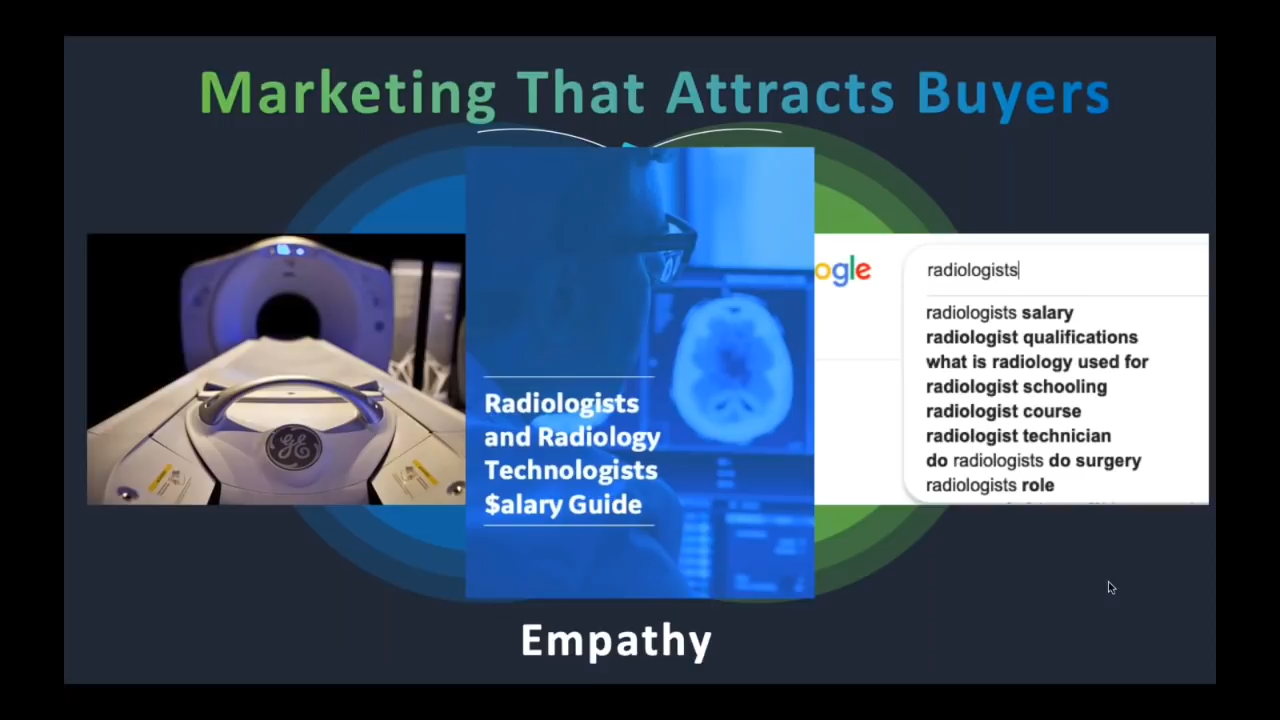 Marketing That Attracts Buyers
GE
Radiologists
and Radiology
Technologists
$alary Guide
ogle
radiologists
radiologists salary
radiologist qualifications
what is radiology used for
radiologist schooling
radiologist course
radiologist technician
do radiologists do surgery
radiologists role
Empathy